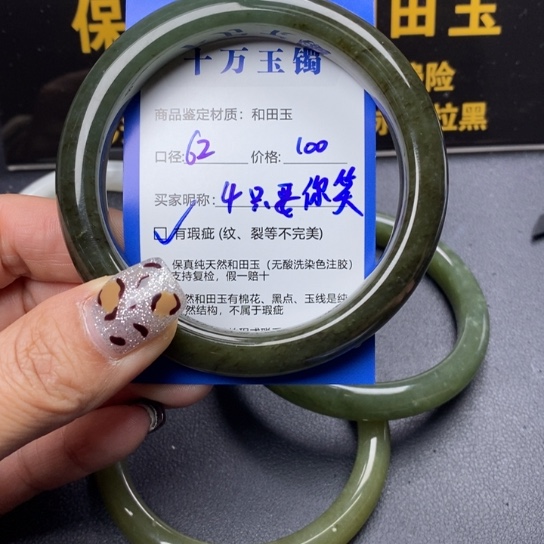 保
田玉
险
拉黑
十万玉镯
商品鉴定材质：和田玉
口径:62 价格: 100
买家昵称: 4只是你笑
有瑕疵 (纹、裂等不完美)
保真纯天然和田玉（无酸洗染色注胶）
支持复检，假一赔十
然和田玉有棉花、黑点、玉线是纯
然结构，不属于瑕疵